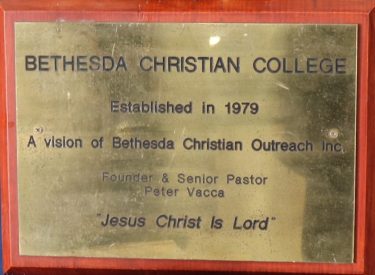 BETHESDA CHRISTIAN COLLEGE
Established in 1979
A vision of Bethesda Christian Outreach Inc.
Founder & Senior Pastor
Peter Vacca
"Jesus Christ Is Lord"